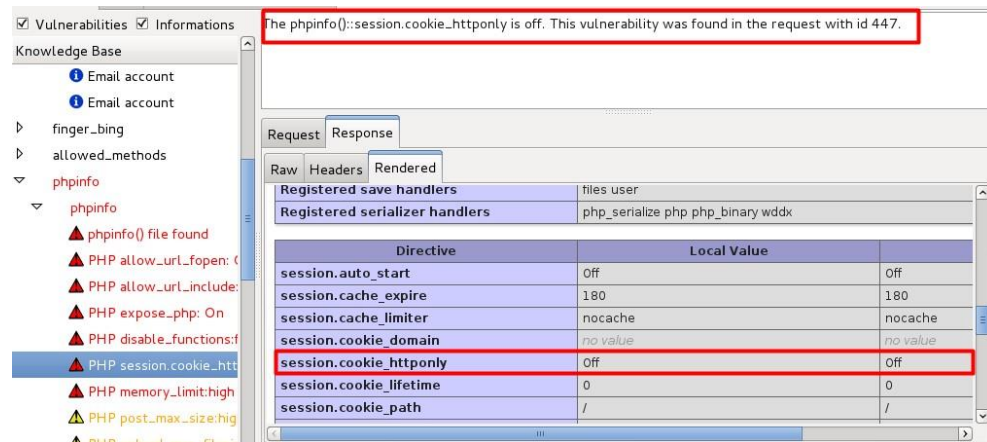 Vulnerabilities Informations
Knowledge Base
Email account
Email account
finger_bing
allowed_methods
phpinfo
phpinfo
phpinfo() file found
PHP allow_url_fopen:
PHP allow_url_include:
PHP expose_php: On
PHP disable_functions:f
PHP session.cookie_htt
PHP memory_limit:high
PHP post_max_size:hig
The phpinfo()::session.cookie_httponly is off. This vulnerability was found in the request with id 447.
Request Response
Raw Headers Rendered
Registered save handlers files user
Registered serializer handlers php_serialize php php_binary wddx
Directive Local Value
session.auto_start Off Off
session.cache_expire 180 180
session.cache_limiter nocache nocache
session.cookie_domain no value no value
session.cookie_httponly Off Off
session.cookie_lifetime 0 0
session.cookie_path / /